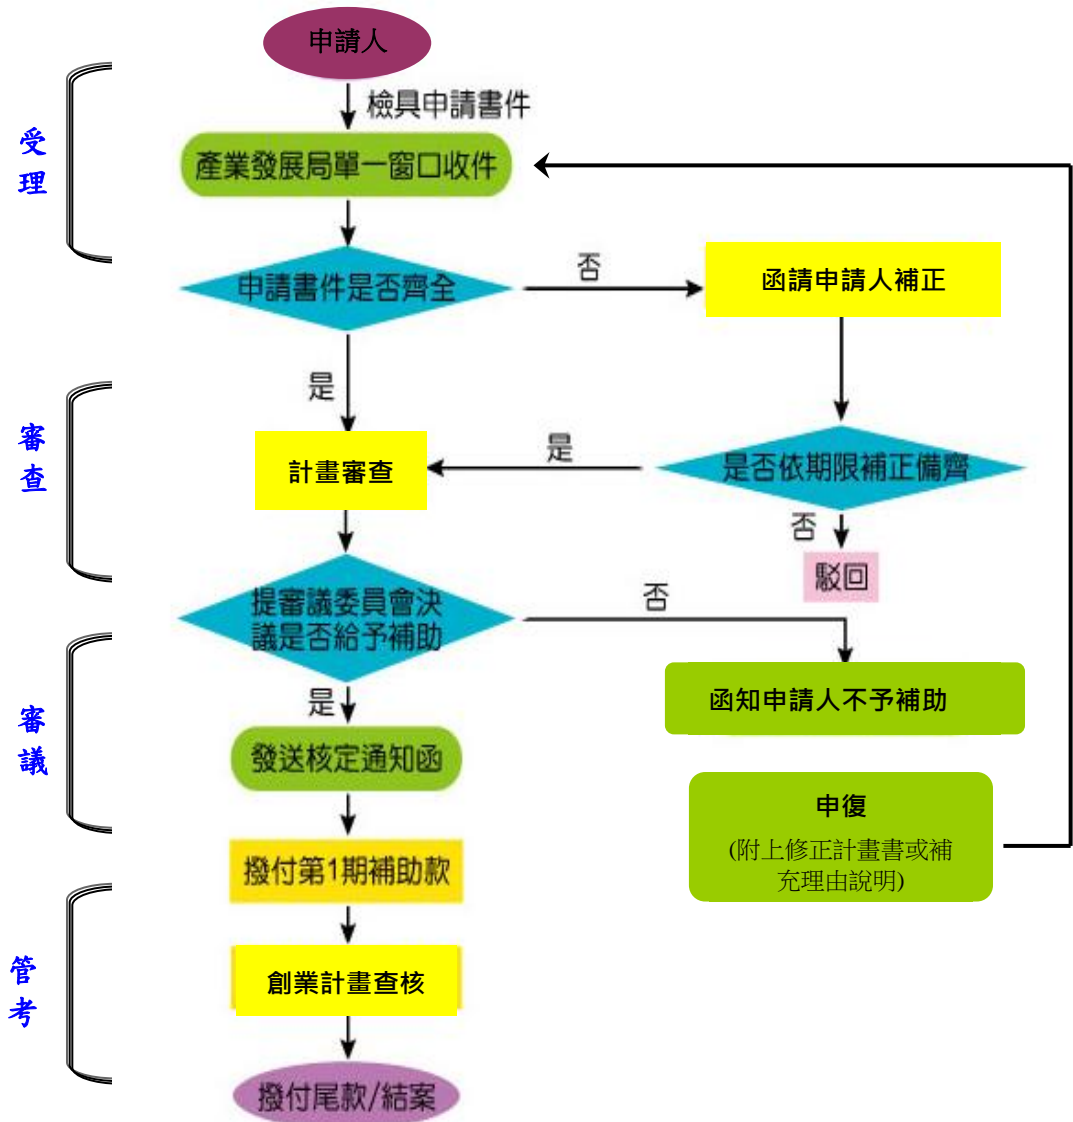 申請人
檢具申請書件
受
理
產業發展局單一窗口收件
申請書件是否齊全
否
函請申請人補正
是
審
查
計畫審查
是
是否依期限補正備齊
否
駁回
提審議委員會決
議是否給予補助
否
函知申請人不予補助
是
審
議
發送核定通知函
申復
(附上修正計畫書或補
充理由說明)
撥付第1期補助款
管
考
創業計畫查核
撥付尾款/結案